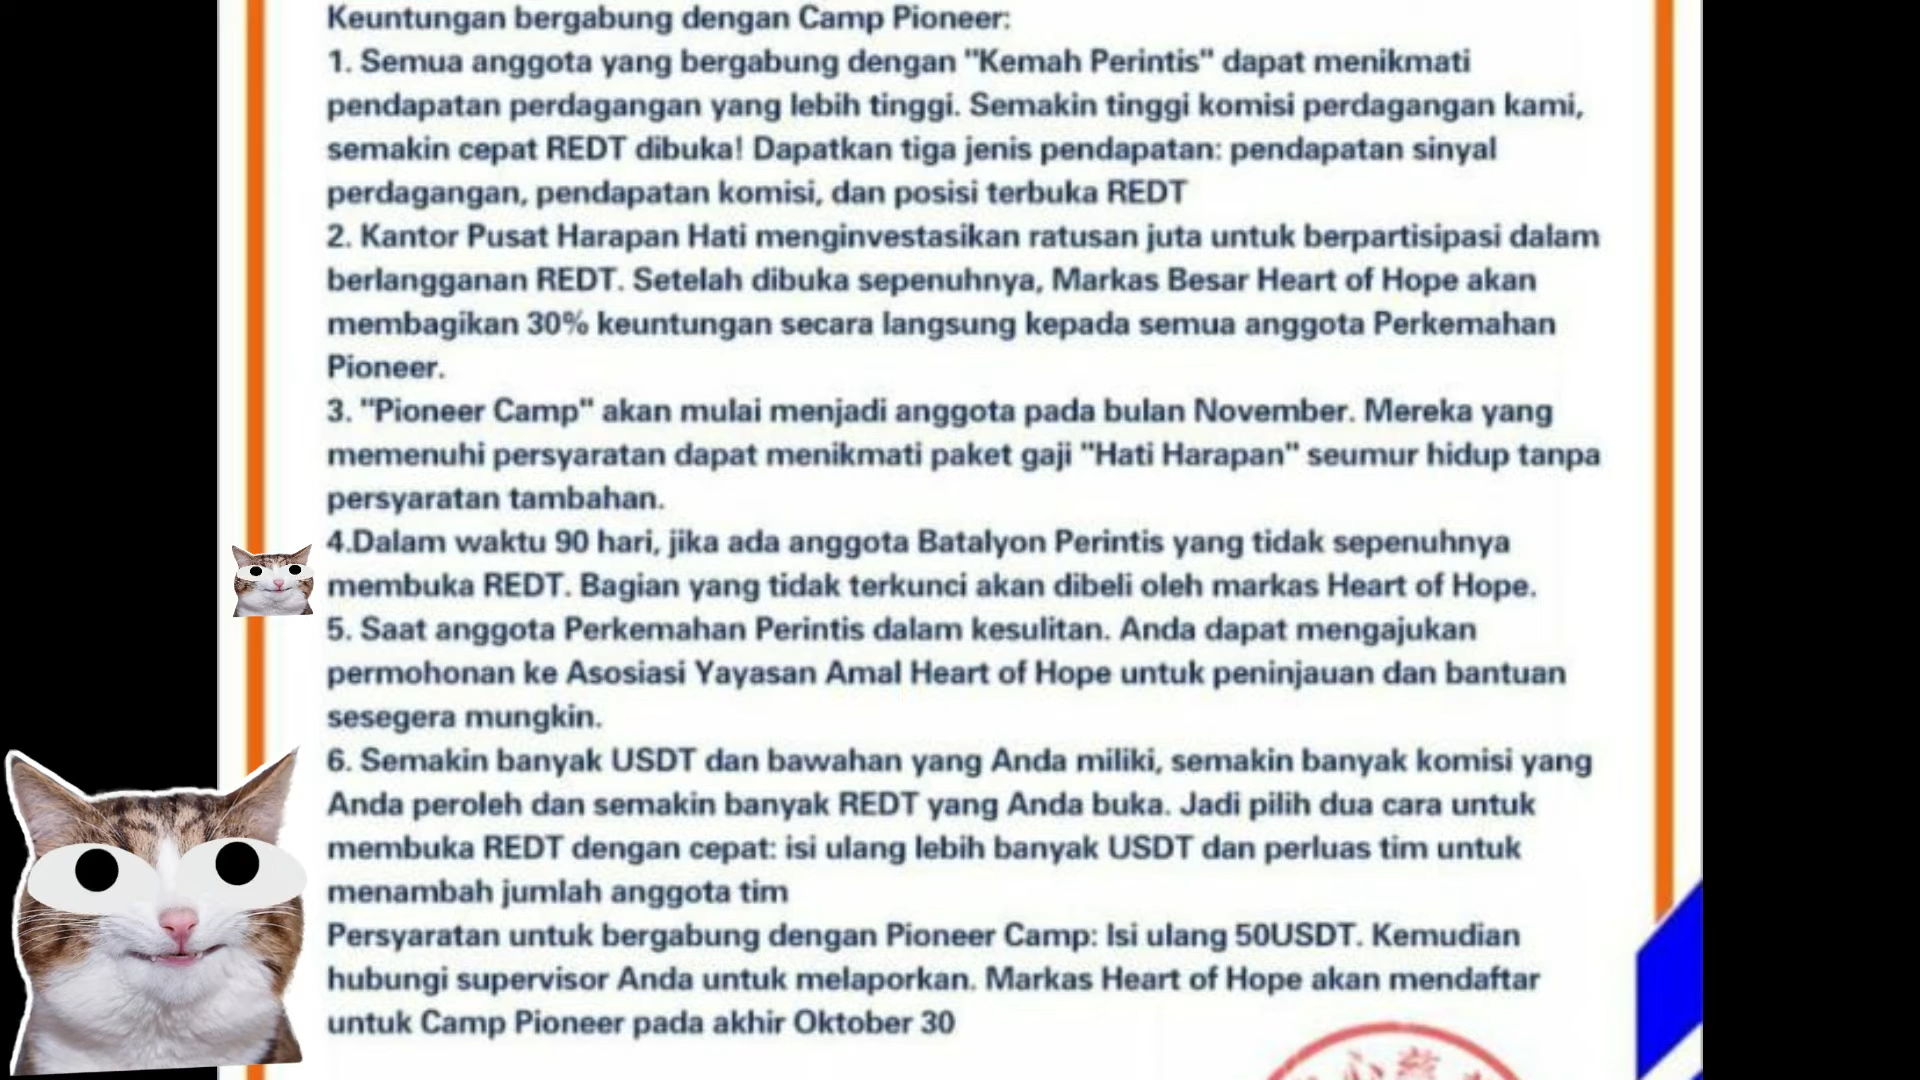 Keuntungan bergabung dengan Camp Pioneer:
1. Semua anggota yang bergabung dengan "Kemah Perintis" dapat menikmati
pendapatan perdagangan yang lebih tinggi. Semakin tinggi komisi perdagangan kami,
semakin cepat REDT dibuka! Dapatkan tiga jenis pendapatan: pendapatan sinyal
perdagangan, pendapatan komisi, dan posisi terbuka REDT
2. Kantor Pusat Harapan Hati menginvestasikan ratusan juta untuk berpartisipasi dalam
berlangganan REDT. Setelah dibuka sepenuhnya, Markas Besar Heart of Hope akan
membagikan 30% keuntungan secara langsung kepada semua anggota Perkemahan
Pioneer.
3. "Pioneer Camp" akan mulai menjadi anggota pada bulan November. Mereka yang
memenuhi persyaratan dapat menikmati paket gaji "Hati Harapan" seumur hidup tanpa
persyaratan tambahan.
4.Dalam waktu 90 hari, jika ada anggota Batalyon Perintis yang tidak sepenuhnya
membuka REDT. Bagian yang tidak terkunci akan dibeli oleh markas Heart of Hope.
5. Saat anggota Perkemahan Perintis dalam kesulitan. Anda dapat mengajukan
permohonan ke Asosiasi Yayasan Amal Heart of Hope untuk peninjauan dan bantuan
sesegera mungkin.
6. Semakin banyak USDT dan bawahan yang Anda miliki, semakin banyak komisi yang
Anda peroleh dan semakin banyak REDT yang Anda buka. Jadi pilih dua cara untuk
membuka REDT dengan cepat: isi ulang lebih banyak USDT dan perluas tim untuk
menambah jumlah anggota tim
Persyaratan untuk bergabung dengan Pioneer Camp: Isi ulang 50USDT. Kemudian
hubungi supervisor Anda untuk melaporkan. Markas Heart of Hope akan mendaftar
untuk Camp Pioneer pada akhir Oktober 30